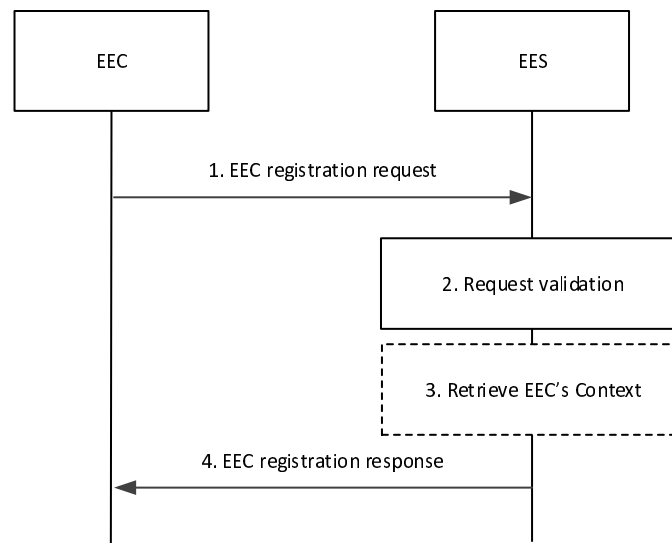 EEC
EES
1. EEC registration request
2. Request validation
3. Retrieve EEC's Context
4. EEC registration response